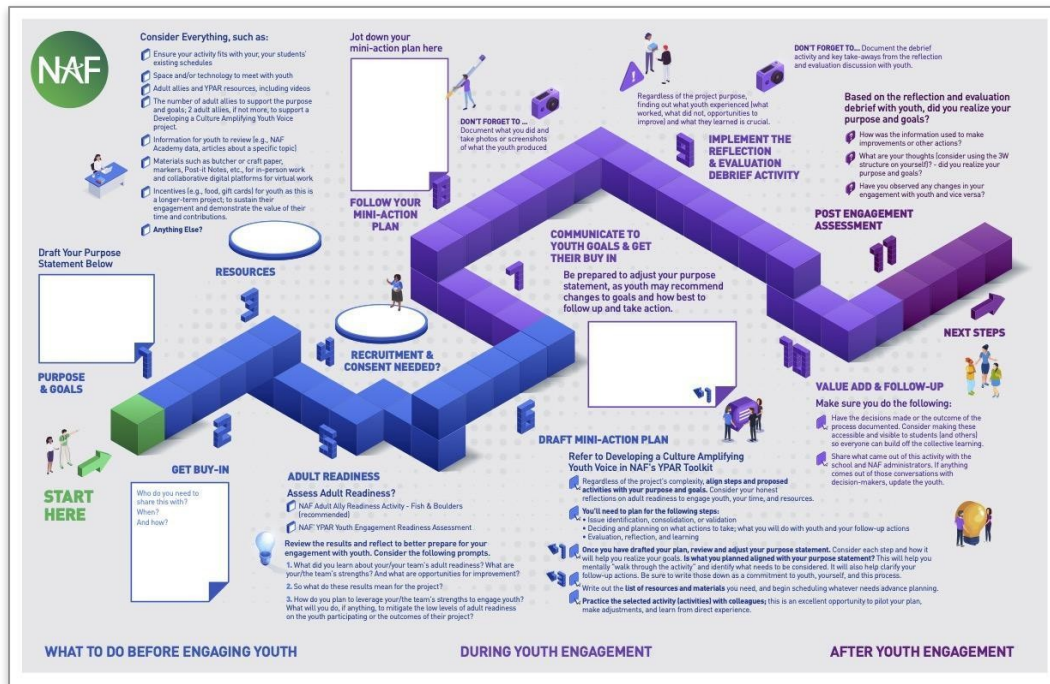 NAF
Consider Everything, such as:
Ensure your activity fits with your, your students'
existing schedules
Space and/or technology to meet with youth
Adult allies and YPAR resources, including videos
The number of adult allies to support the purpose
and goals; 2 adult allies, if not more, to support a
Developing a Culture Amplifying Youth Voice
project.
Information for youth to review (e.g., NAF
Academy data, articles about a specific topic)
Materials such as butcher or craft paper,
markers, Post-it Notes, etc., for in-person work
and collaborative digital platforms for virtual work
Incentives (e.g., food, gift cards) for youth as this is
a longer-term project; to sustain their
engagement and demonstrate the value of their
time and contributions.
Anything Else?
Draft Your Purpose
Statement Below
1
PURPOSE
& GOALS
START
HERE
2
GET BUY-IN
Who do you need to
share this with?
When?
And how?
RESOURCES
3
4
RECRUITMENT &
CONSENT NEEDED?
5
ADULT READINESS
Assess Adult Readiness?
NAF Adult Ally Readiness Activity - Fish & Boulders
(recommended)
NAF YPAR Youth Engagement Readiness Assessment
Review the results and reflect to better prepare for your
engagement with youth. Consider the following prompts.
1. What did you learn about your/your team's adult readiness? What are
your/the team's strengths? And what are opportunities for improvement?
2. So what do these results mean for the project?
3. How do you plan to leverage your/the team's strengths to engage youth?
What will you do, if anything, to mitigate the low levels of adult readiness
on the youth participating or the outcomes of their project?
6
DRAFT MINI-ACTION PLAN
Refer to Developing a Culture Amplifying
Youth Voice in NAF's YPAR Toolkit
Regardless of the project's complexity, align steps and proposed
activities with your purpose and goals. Consider your honest
reflections on adult readiness to engage youth, your time, and resources.
You'll need to plan for the following steps:
• Issue identification, consolidation, or validation
• Deciding and planning on what actions to take; what you will do with youth and your follow-up actions
• Evaluation, reflection, and learning
1
Once you have drafted your plan, review and adjust your purpose statement. Consider each step and how it
will help you realize your goals. Is what you planned aligned with your purpose statement? This will help you
mentally "walk through the activity" and identify what needs to be considered. It will also help clarify your
follow-up actions. Be sure to write those down as a commitment to youth, yourself, and this process.
3
Write out the list of resources and materials you need, and begin scheduling whatever needs advance planning.
Practice the selected activity (activities) with colleagues; this is an excellent opportunity to pilot your plan,
make adjustments, and learn from direct experience.
7
COMMUNICATE TO
YOUTH GOALS & GET
THEIR BUY IN
Be prepared to adjust your purpose
statement, as youth may recommend
changes to goals and how best to
follow up and take action.
1
Jot down your
mini-action plan here
DON'T FORGET TO ...
Document what you did and
take photos or screenshots
of what the youth produced
8
FOLLOW YOUR
MINI-ACTION
PLAN
Regardless of the project purpose,
finding out what youth experienced (what
worked, what did not, opportunities to
improve) and what they learned is crucial.
9
IMPLEMENT THE
REFLECTION
& EVALUATION
DEBRIEF ACTIVITY
DON'T FORGET TO... Document the debrief
activity and key take-aways from the reflection
and evaluation discussion with youth.
10
VALUE ADD & FOLLOW-UP
Make sure you do the following:
Have the decisions made or the outcome of the
process documented. Consider making these
accessible and visible to students (and others)
so everyone can build off the collective learning.
Share what came out of this activity with the
school and NAF administrators. If anything
comes out of those conversations with
decision-makers, update the youth.
Based on the reflection and evaluation
debrief with youth, did you realize your
purpose and goals?
How was the information used to make
improvements or other actions?
What are your thoughts (consider using the 3W
structure on yourself)? - did you realize your
purpose and goals?
Have you observed any changes in your
engagement with youth and vice versa?
POST ENGAGEMENT
ASSESSMENT
11
NEXT STEPS
WHAT TO DO BEFORE ENGAGING YOUTH
DURING YOUTH ENGAGEMENT
AFTER YOUTH ENGAGEMENT